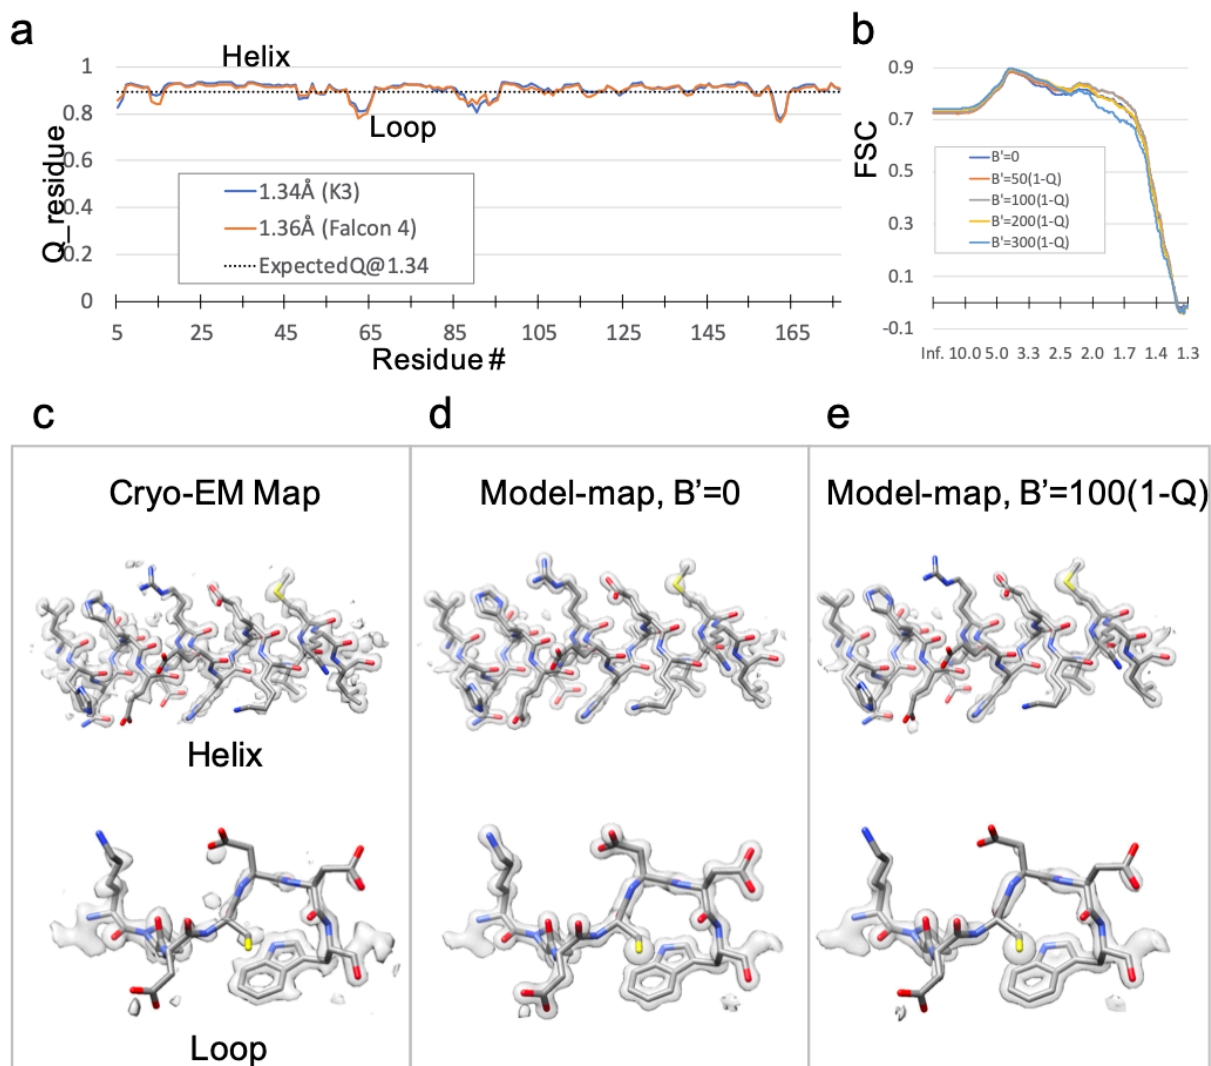 a
Helix
1
0.8
0.6
0.4
0.2
0
Q_residue
Loop
1.34Å (K3)
1.36Å (Falcon 4)
ExpectedQ@1.34
5 25 45 65 85 105 125 145 165
Residue #
b
0.9
0.7
0.5
0.3
0.1
-0.1
FSC
B'=0
B'=50(1-Q)
B'=100(1-Q)
B'=200(1-Q)
B'=300(1-Q)
Inf. 10.0 5.0 3.3 2.5 2.0 1.7 1.4 1.3
c
Cryo-EM Map
Helix
Loop
d
Model-map, B’=0
e
Model-map, B’=100(1-Q)